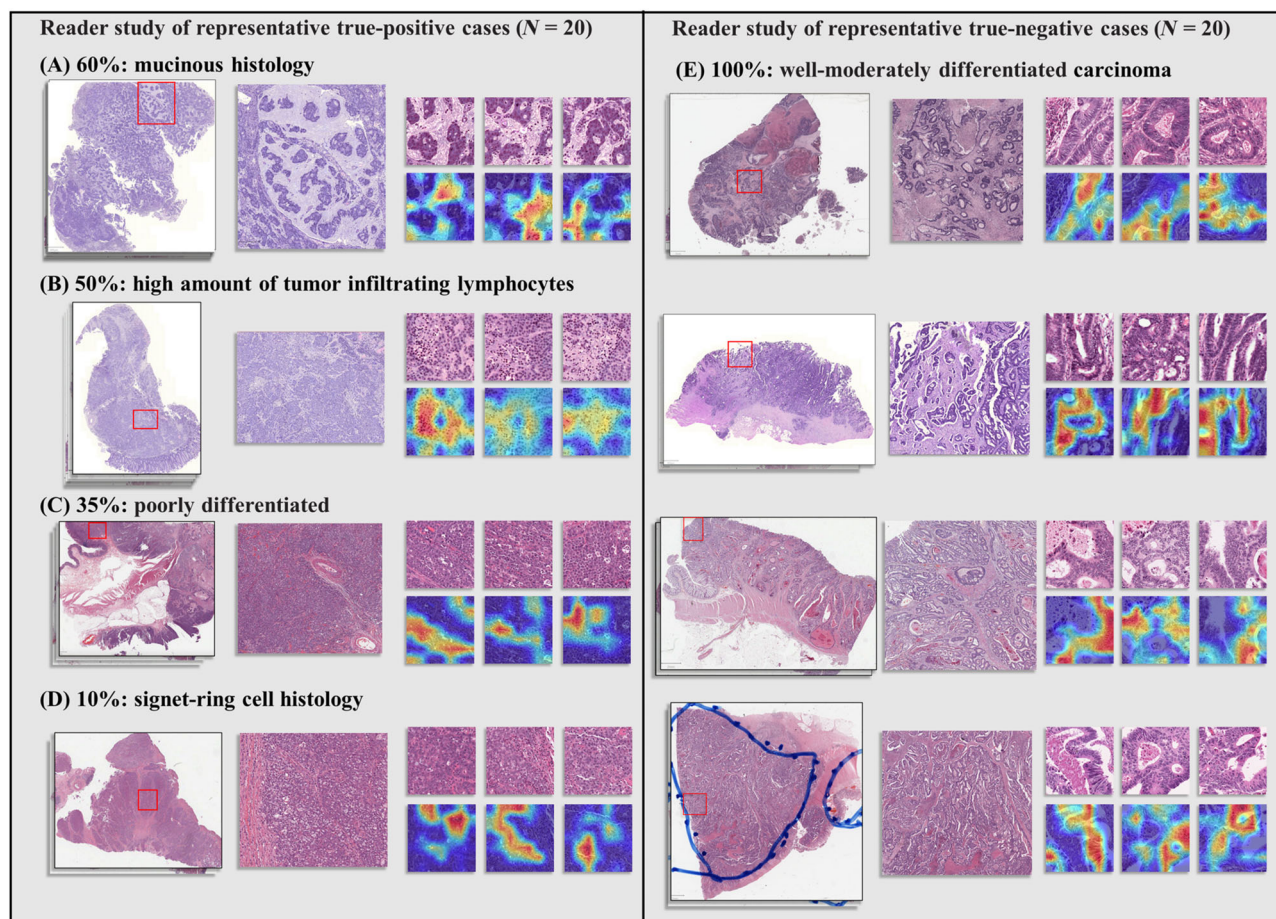 Reader study of representative true-positive cases (N = 20)
(A) 60%: mucinous histology
(B) 50%: high amount of tumor infiltrating lymphocytes
(C) 35%: poorly differentiated
(D) 10%: signet-ring cell histology
Reader study of representative true-negative cases (N = 20)
(E) 100%: well-moderately differentiated carcinoma